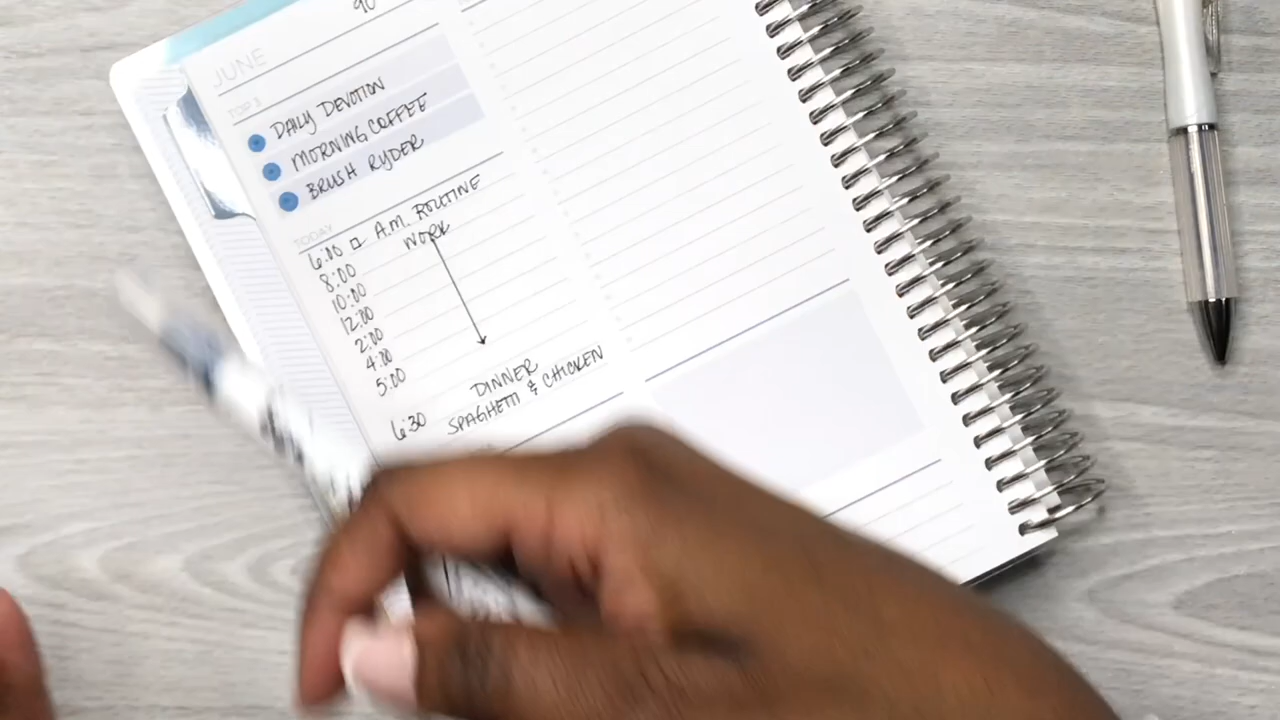 90
JUNE
TOP 3
DAILY DEVOTION
MORNING COFFEE
BRUSH RYDER
TODAY
6:00 A.M. ROUTINE
8:00 WORK
10:00
12:00
2:00
4:00
5:00
DINNER
6:30 SPAGHETTI & CHICKEN